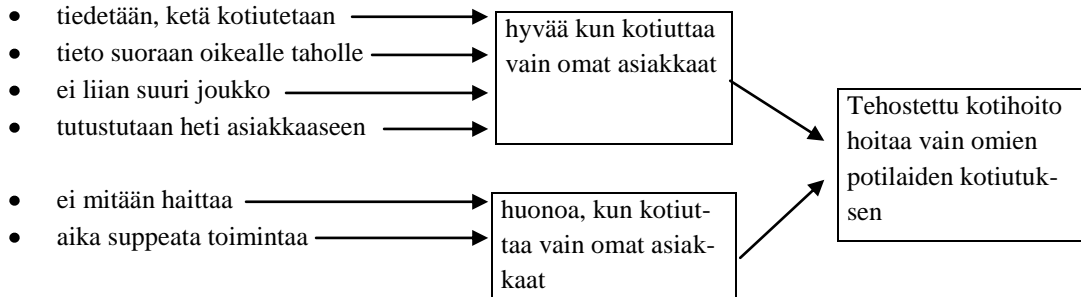 tiedetään, ketä kotiutetaan
tieto suoraan oikealle taholle
ei liian suuri joukko
tutustutaan heti asiakkaaseen
hyvää kun kotiuttaa
vain omat asiakkaat
ei mitään haittaa
aika suppeata toimintaa
huonoa, kun kotiut-
taa vain omat asiak-
kaat
Tehostettu kotihoito
hoitaa vain omien
potilaiden kotiutuk-
sen